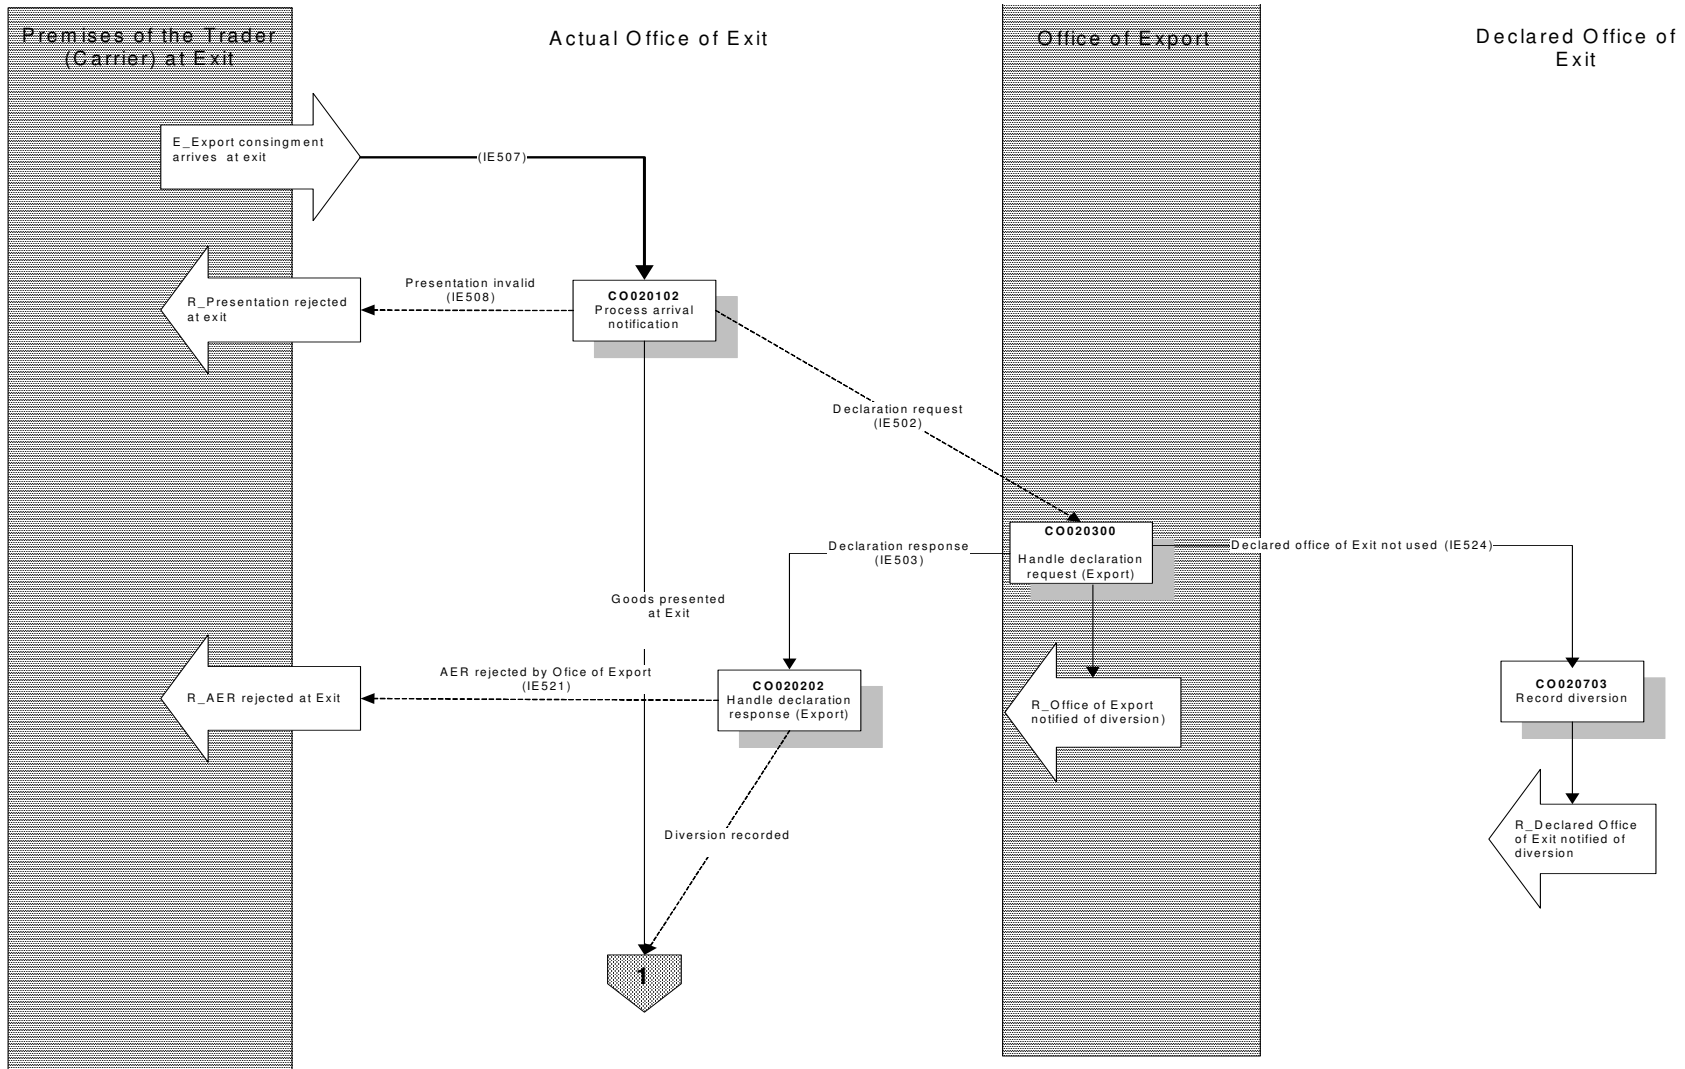 Premises of the Trader
(Carrier) at Exit
Actual Office of Exit
Office of Export
Declared Office of
Exit
E_Export consingment
arrives at exit
(IE507)
Presentation invalid
(IE508)
R_Presentation rejected
at exit
CO020102
Process arrival
notification
Declaration request
(IE502)
CO020300
Handle declaration
request (Export)
Declared office of Exit not used (IE524)
Declaration response
(IE503)
Goods presented
at Exit
AER rejected by Ofice of Export
(IE521)
R_AER rejected at Exit
CO020202
Handle declaration
response (Export)
R_Office of Export
notified of diversion)
CO020703
Record diversion
Diversion recorded
R_Declared Office
of Exit notified of
diversion
1